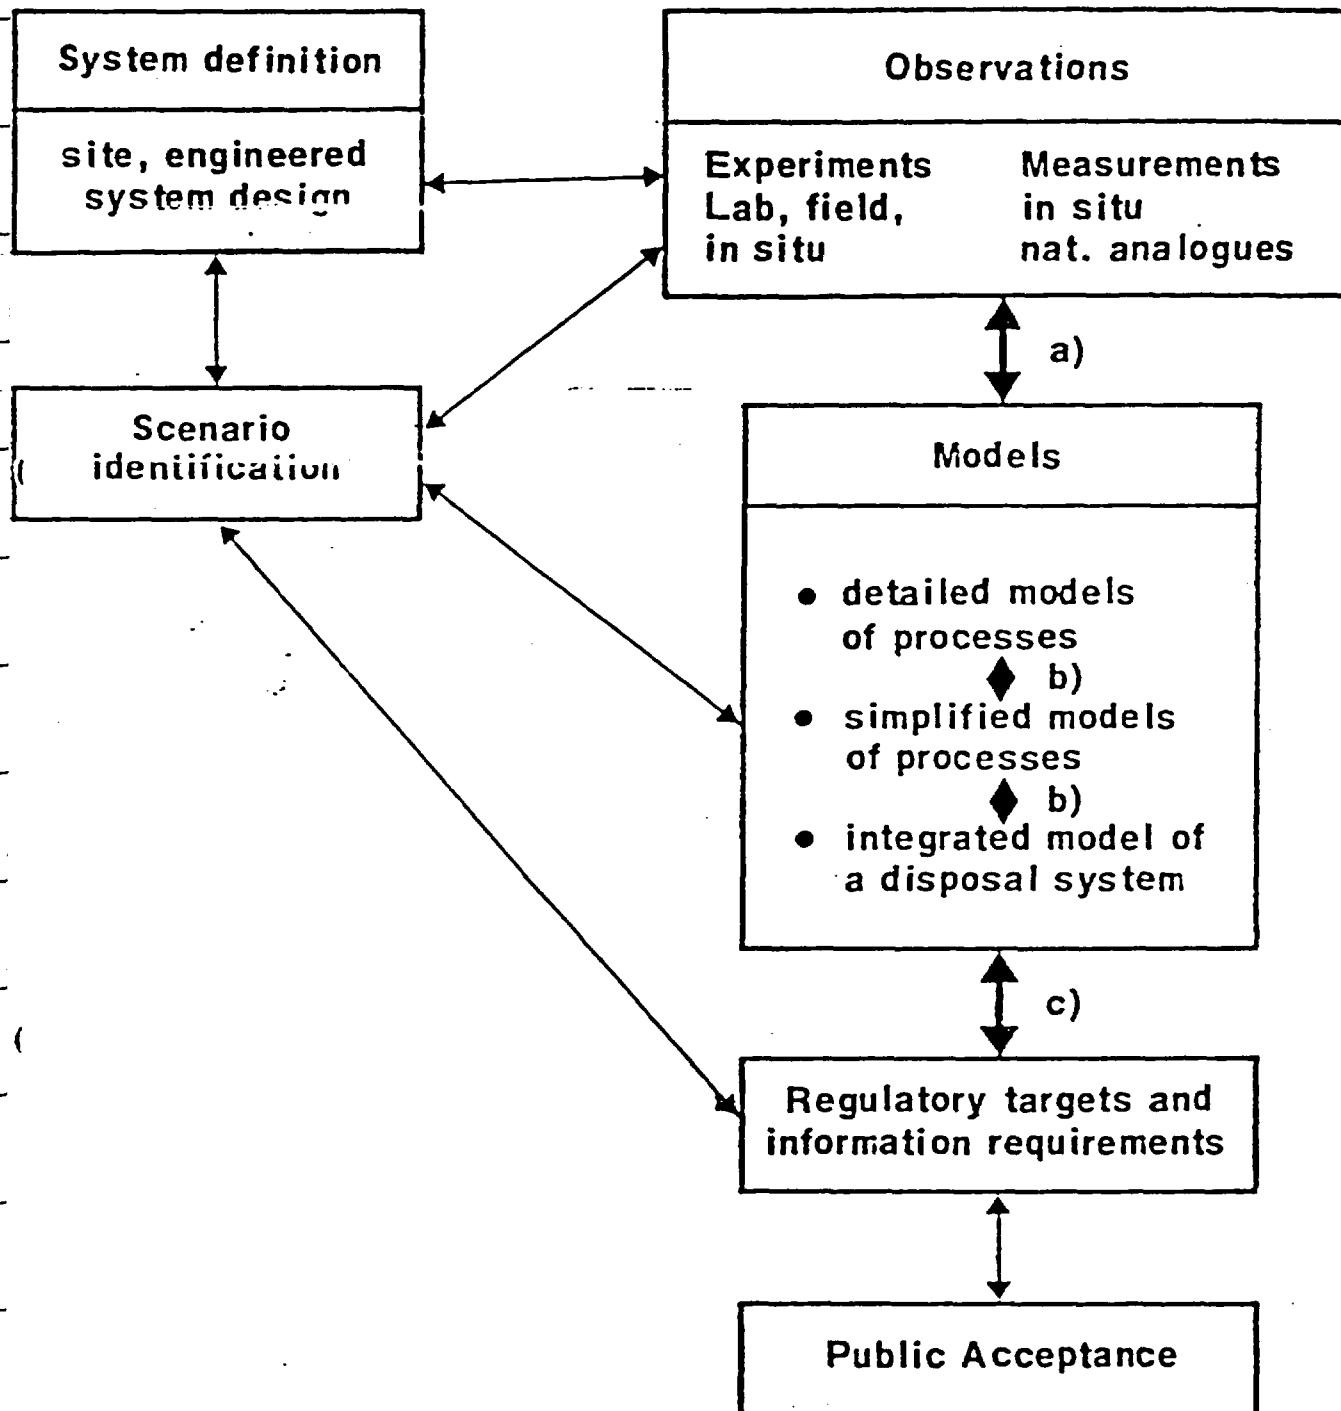 System definition
site, engineered
system design
Observations
Experiments
Lab, field,
in situ
Measurements
in situ
nat. analogues
a)
Scenario
identification
Models
• detailed models
of processes
b)
• simplified models
of processes
b)
• integrated model of
a disposal system
c)
Regulatory targets and
information requirements
Public Acceptance